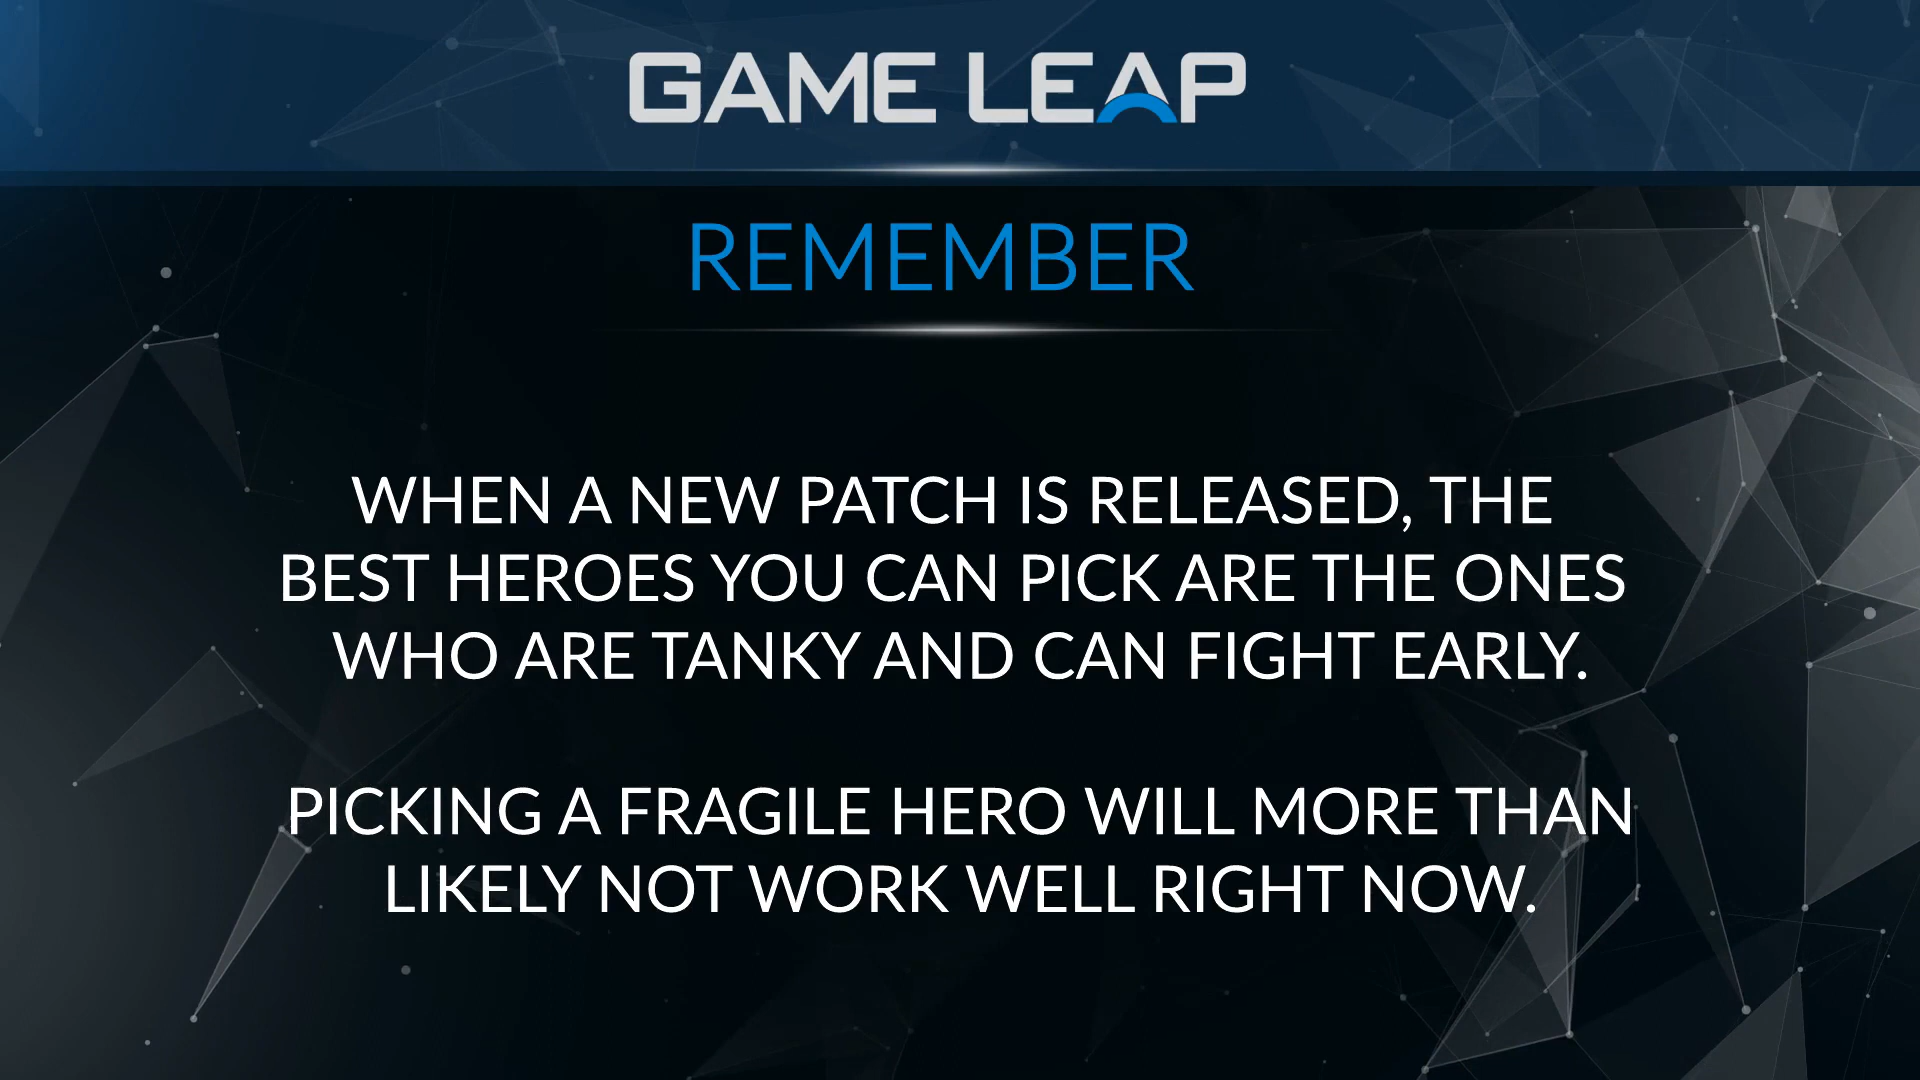 GAME LEAP
REMEMBER
WHEN A NEW PATCH IS RELEASED, THE
BEST HEROES YOU CAN PICK ARE THE ONES
WHO ARE TANKY AND CAN FIGHT EARLY.
PICKING A FRAGILE HERO WILL MORE THAN
LIKELY NOT WORK WELL RIGHT NOW.